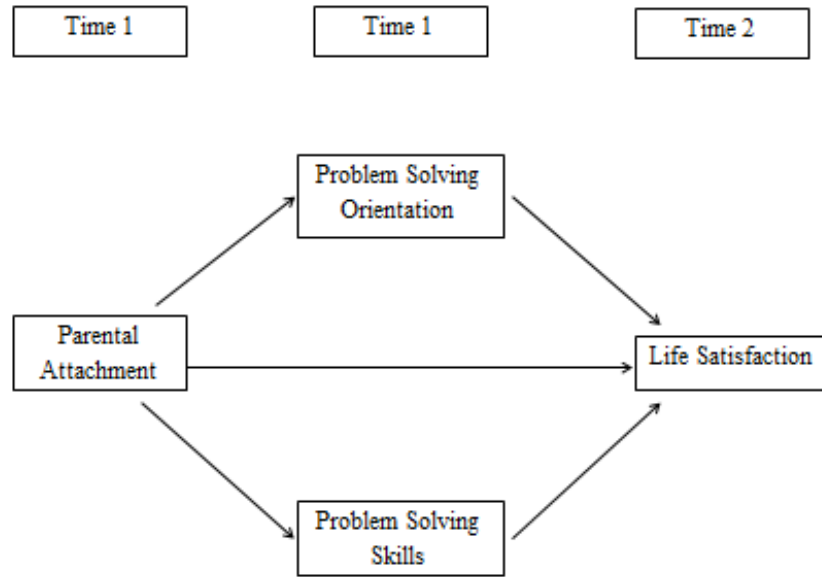 Time 1
Time 1
Time 2
Problem Solving
Orientation
Parental
Attachment
Life Satisfaction
Problem Solving
Skills